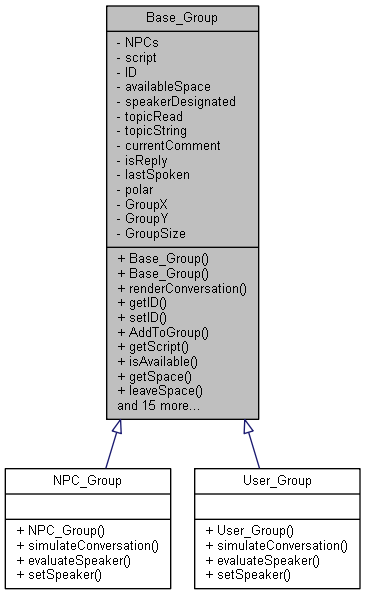 Base_Group
- NPCs
- script
- ID
- availableSpace
- speakerDesignated
- topicRead
- topicString
- currentComment
- isReply
- lastSpoken
- polar
- GroupX
- GroupY
- GroupSize
+ Base_Group()
+ Base_Group()
+ renderConversation()
+ getID()
+ setID()
+ AddToGroup()
+ getScript()
+ isAvailable()
+ getSpace()
+ leaveSpace()
and 15 more...
NPC_Group
+ NPC_Group()
+ simulateConversation()
+ evaluateSpeaker()
+ setSpeaker()
User_Group
+ User_Group()
+ simulateConversation()
+ evaluateSpeaker()
+ setSpeaker()